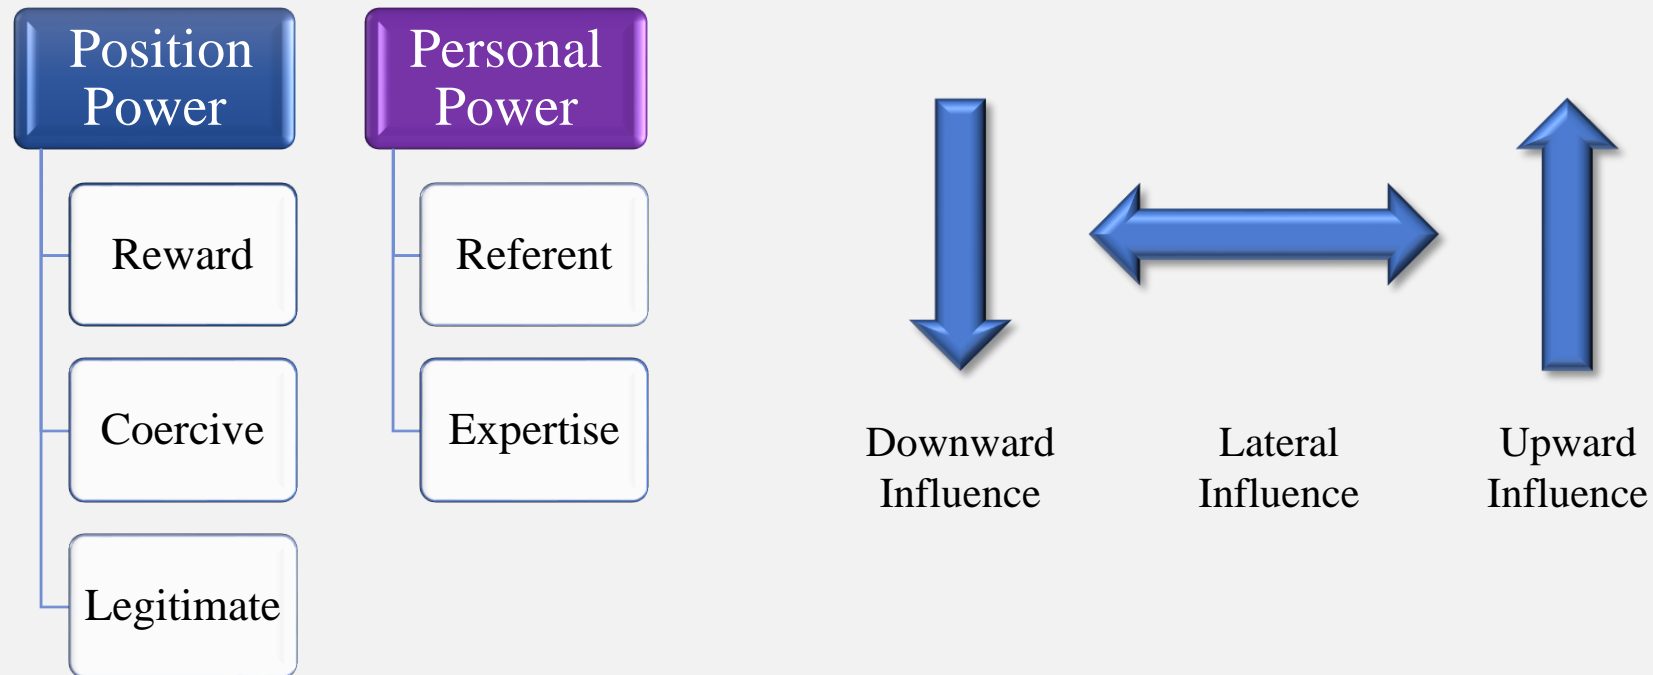 Position
Power
Reward
Coercive
Legitimate
Personal
Power
Referent
Expertise
Downward
Influence
Lateral
Influence
Upward
Influence